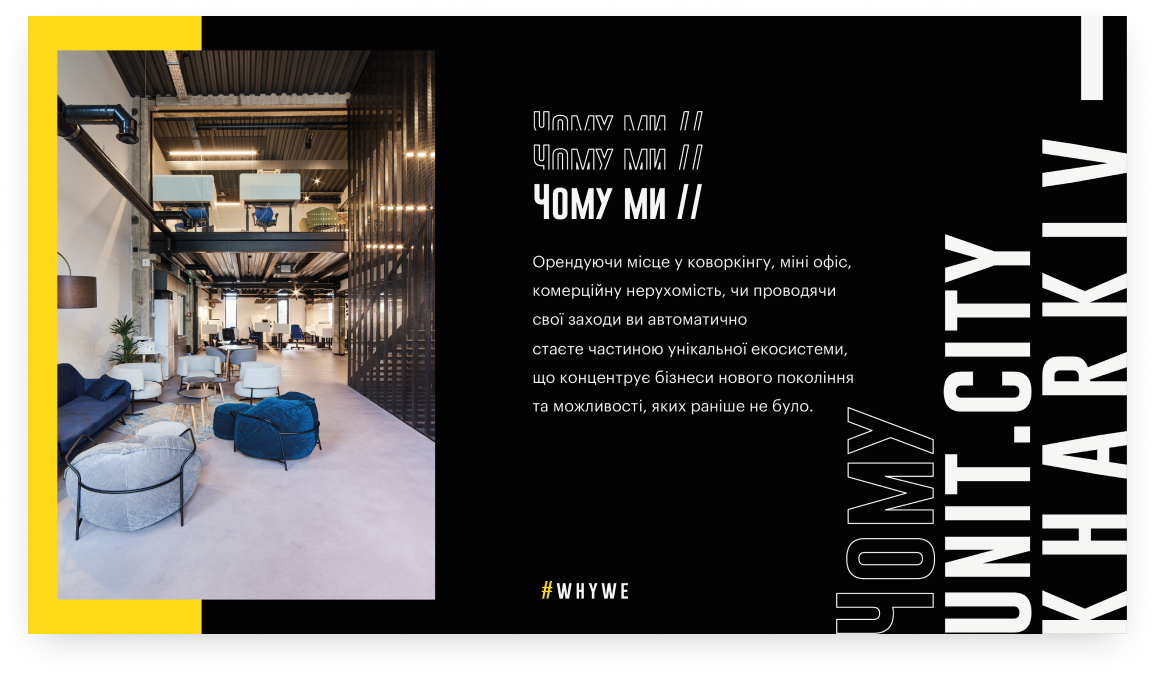 Чому ми //
Чому ми //
Чому ми //
Орендуючи місце у коворкінгу, міні офіс,
комерційну нерухомість, чи проводячи
свої заходи ви автоматично
стаєте частиною унікальної екосистеми,
що концентрує бізнеси нового покоління
та можливості, яких раніше не було.
#WHYWE
ЧОМУ
UNIT.CITY
KHARKIV